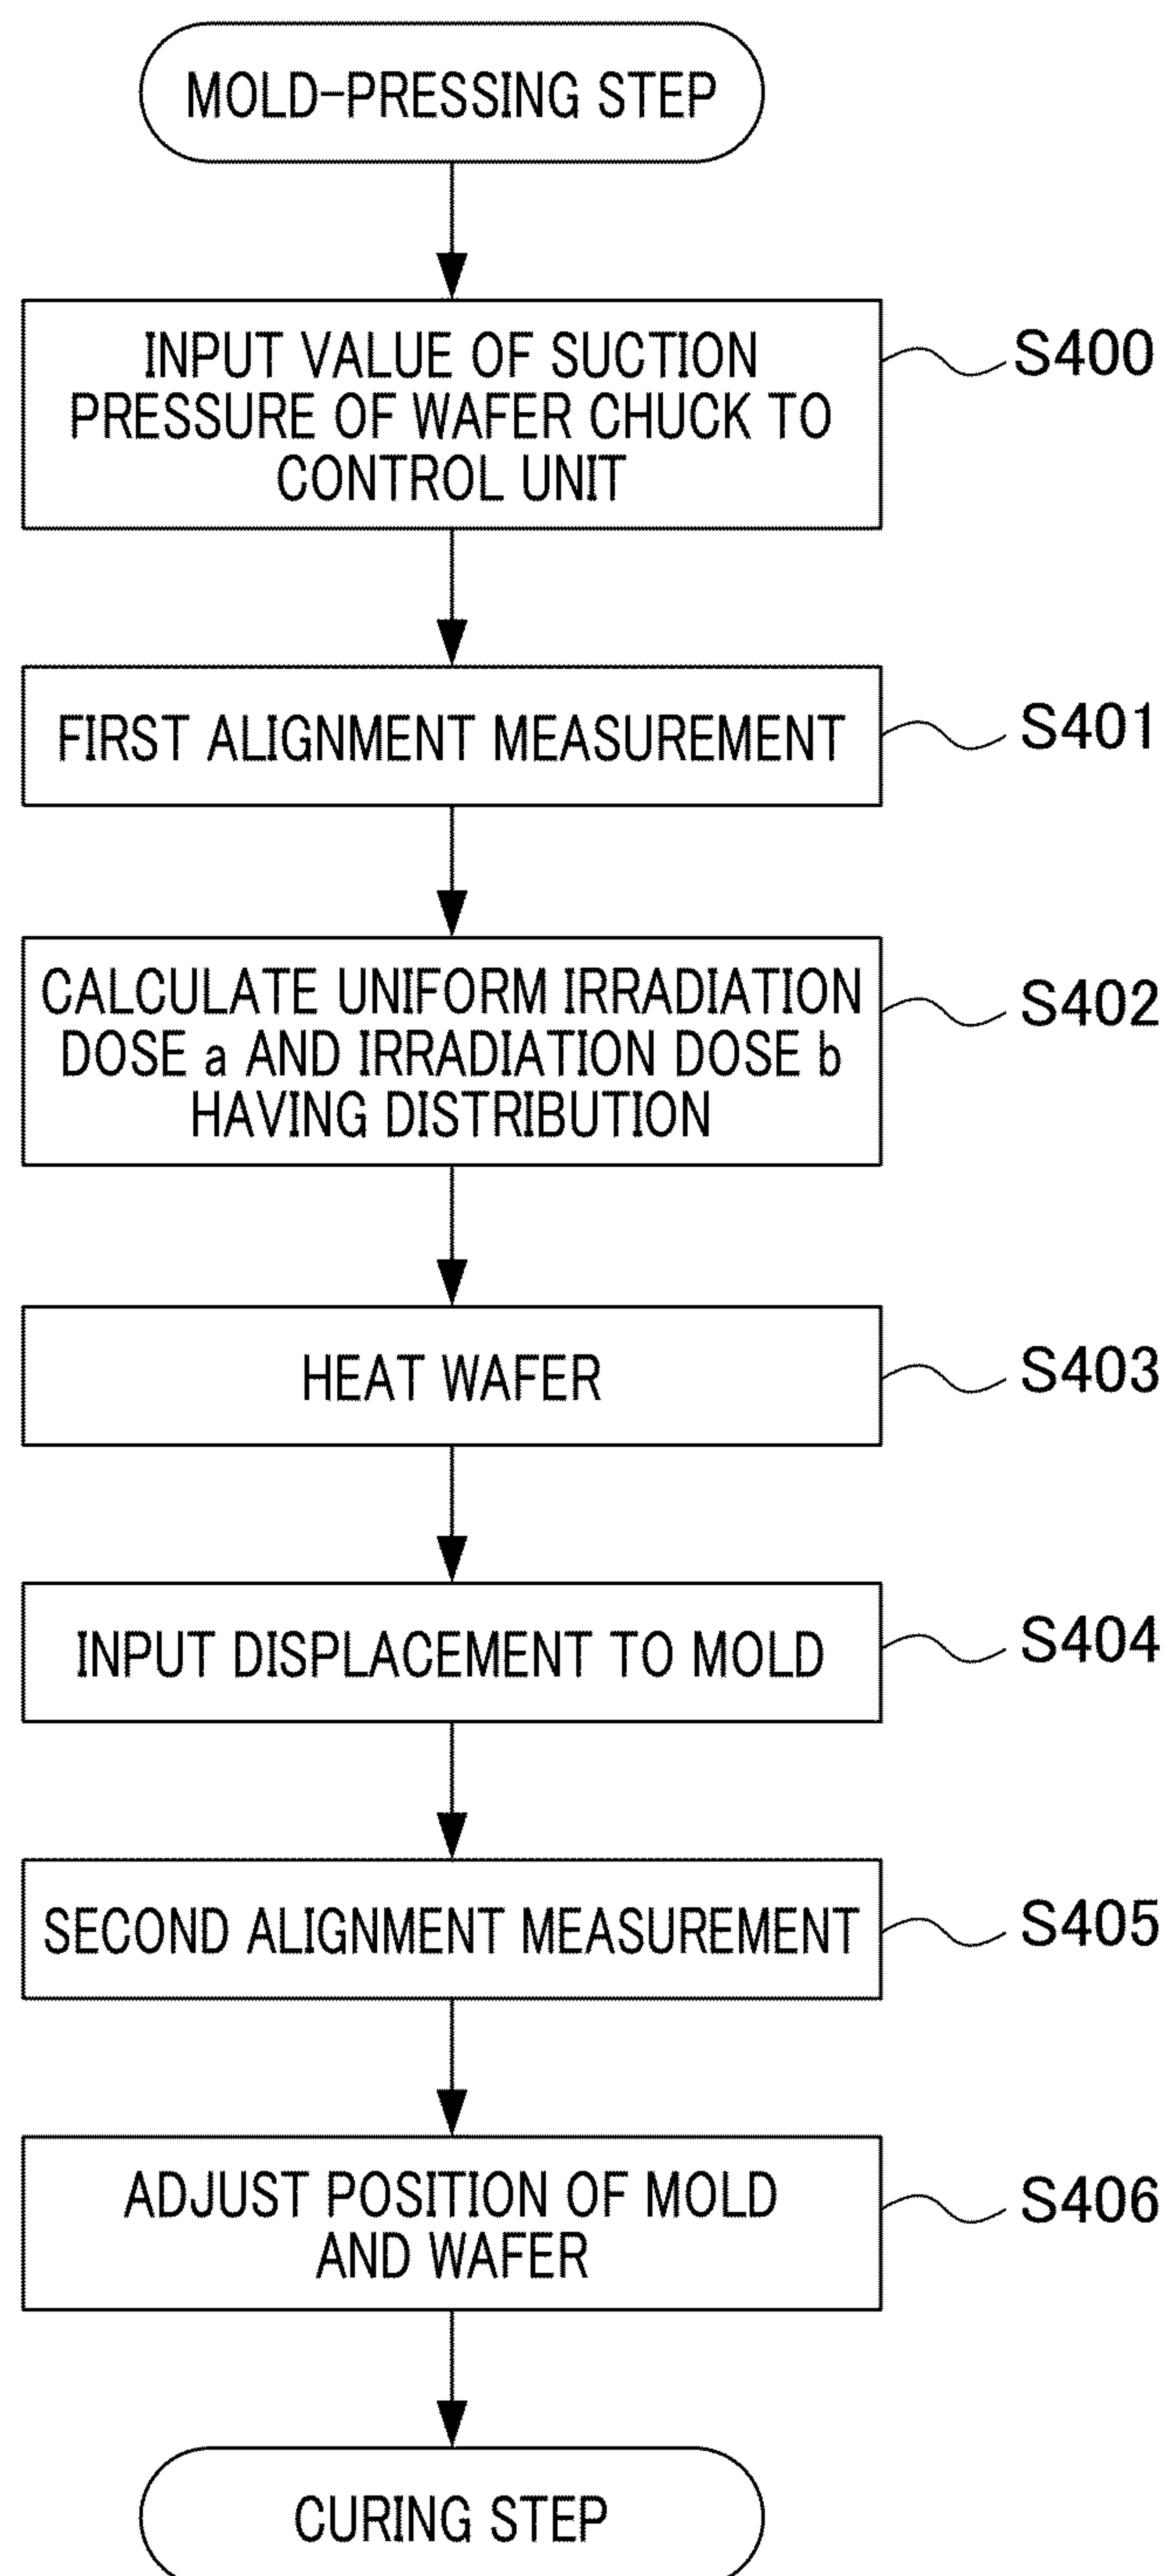 MOLD-PRESSING STEP
INPUT VALUE OF SUCTION
PRESSURE OF WAFER CHUCK TO
CONTROL UNIT
S400
FIRST ALIGNMENT MEASUREMENT
S401
CALCULATE UNIFORM IRRADIATION
DOSE a AND IRRADIATION DOSE b
HAVING DISTRIBUTION
S402
HEAT WAFER
S403
INPUT DISPLACEMENT TO MOLD
S404
SECOND ALIGNMENT MEASUREMENT
S405
ADJUST POSITION OF MOLD
AND WAFER
S406
CURING STEP